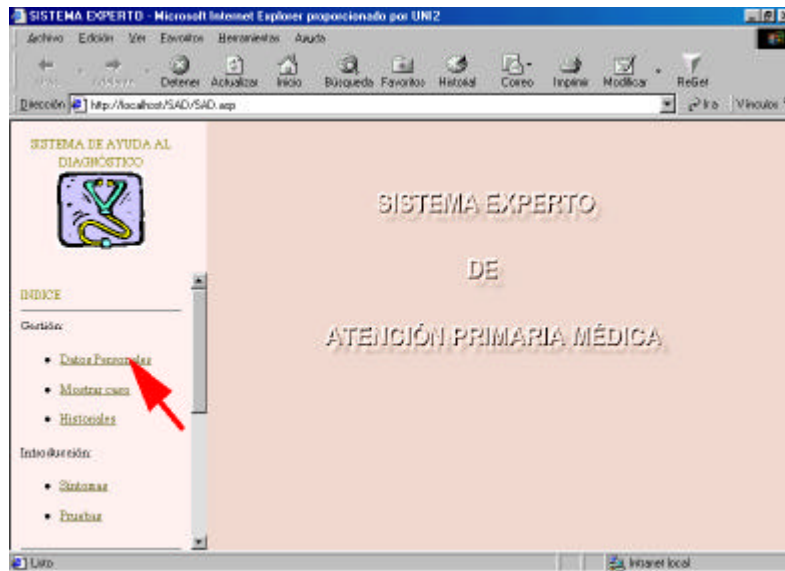 SISTEMA EXPERTO - Microsoft Internet Explorer proporcionado por UNI2
Archivo Edición Ver Favoritos Herramientas Ayuda
Detener Actualizar Inicio Búsqueda Favoritos Historial Correo Imprimir Modificar ReGet
Dirección http://localhost/SAD/SAD.asp Ir a Vínculos
SISTEMA DE AYUDA AL
DIAGNÓSTICO
SISTEMA EXPERTO
DE
ATENCIÓN PRIMARIA MÉDICA
INDICE
Gestión:
Datos Personales
Mostrar caso
Historiales
Introducción:
Síntomas
Pruebas
Listo Intranet local